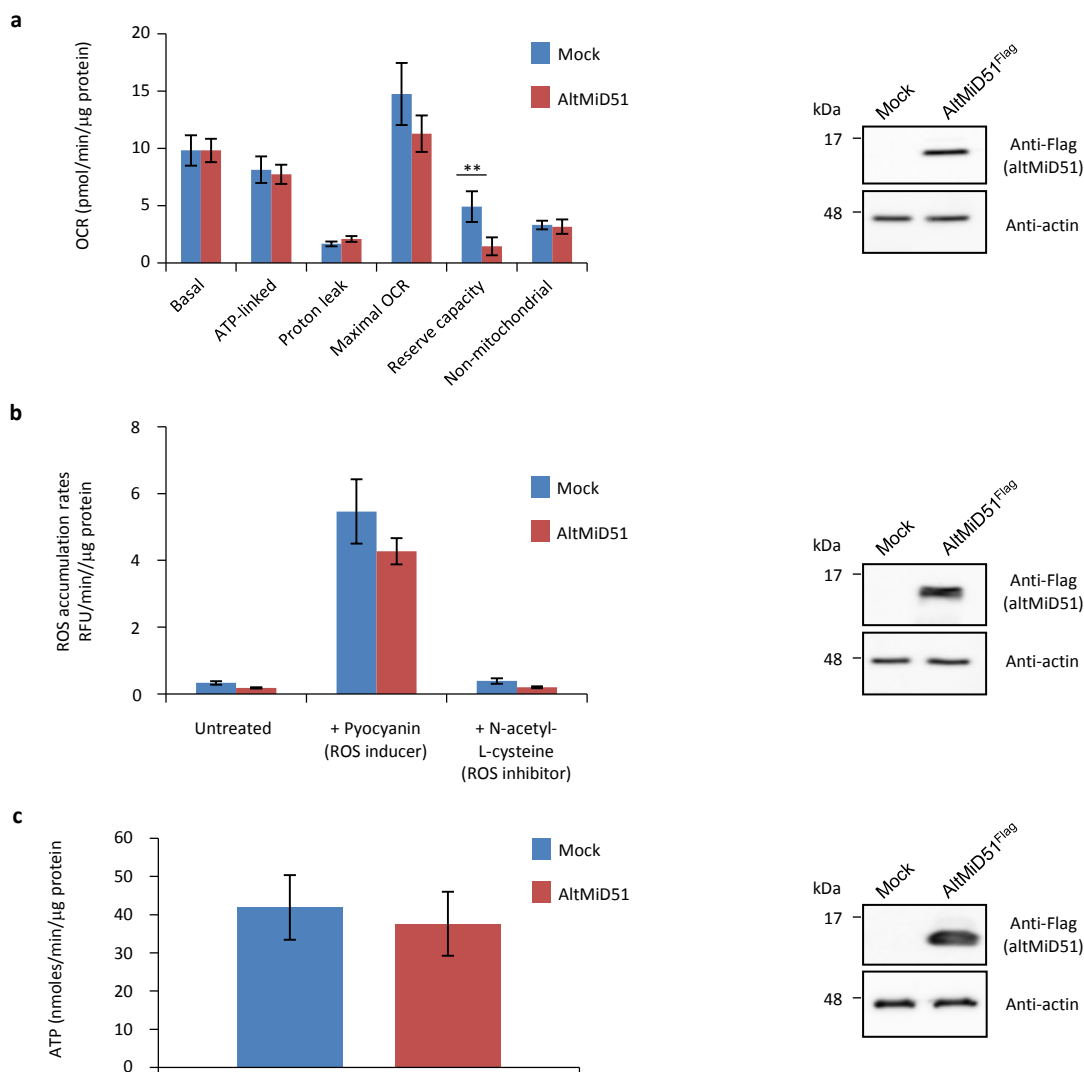 a
OCR (pmol/min/µg protein)
20
15
10
5
0
Mock
AltMiD51
**
Basal
ATP-linked
Proton leak
Maximal OCR
Reserve capacity
Non-mitochondrial
kDa
Mock
AltMiD51Flag
17
48
Anti-Flag
(altMiD51)
Anti-actin
b
ROS accumulation rates
RFU/min//µg protein
8
6
4
2
0
Mock
AltMiD51
Untreated
+ Pyocyanin
(ROS inducer)
+ N-acetyl-
L-cysteine
(ROS inhibitor)
kDa
Mock
AltMiD51Flag
17
48
Anti-Flag
(altMiD51)
Anti-actin
c
ATP (nmoles/min/µg protein
60
50
40
30
20
10
0
Mock
AltMiD51
kDa
Mock
AltMiD51Flag
17
48
Anti-Flag
(altMiD51)
Anti-actin